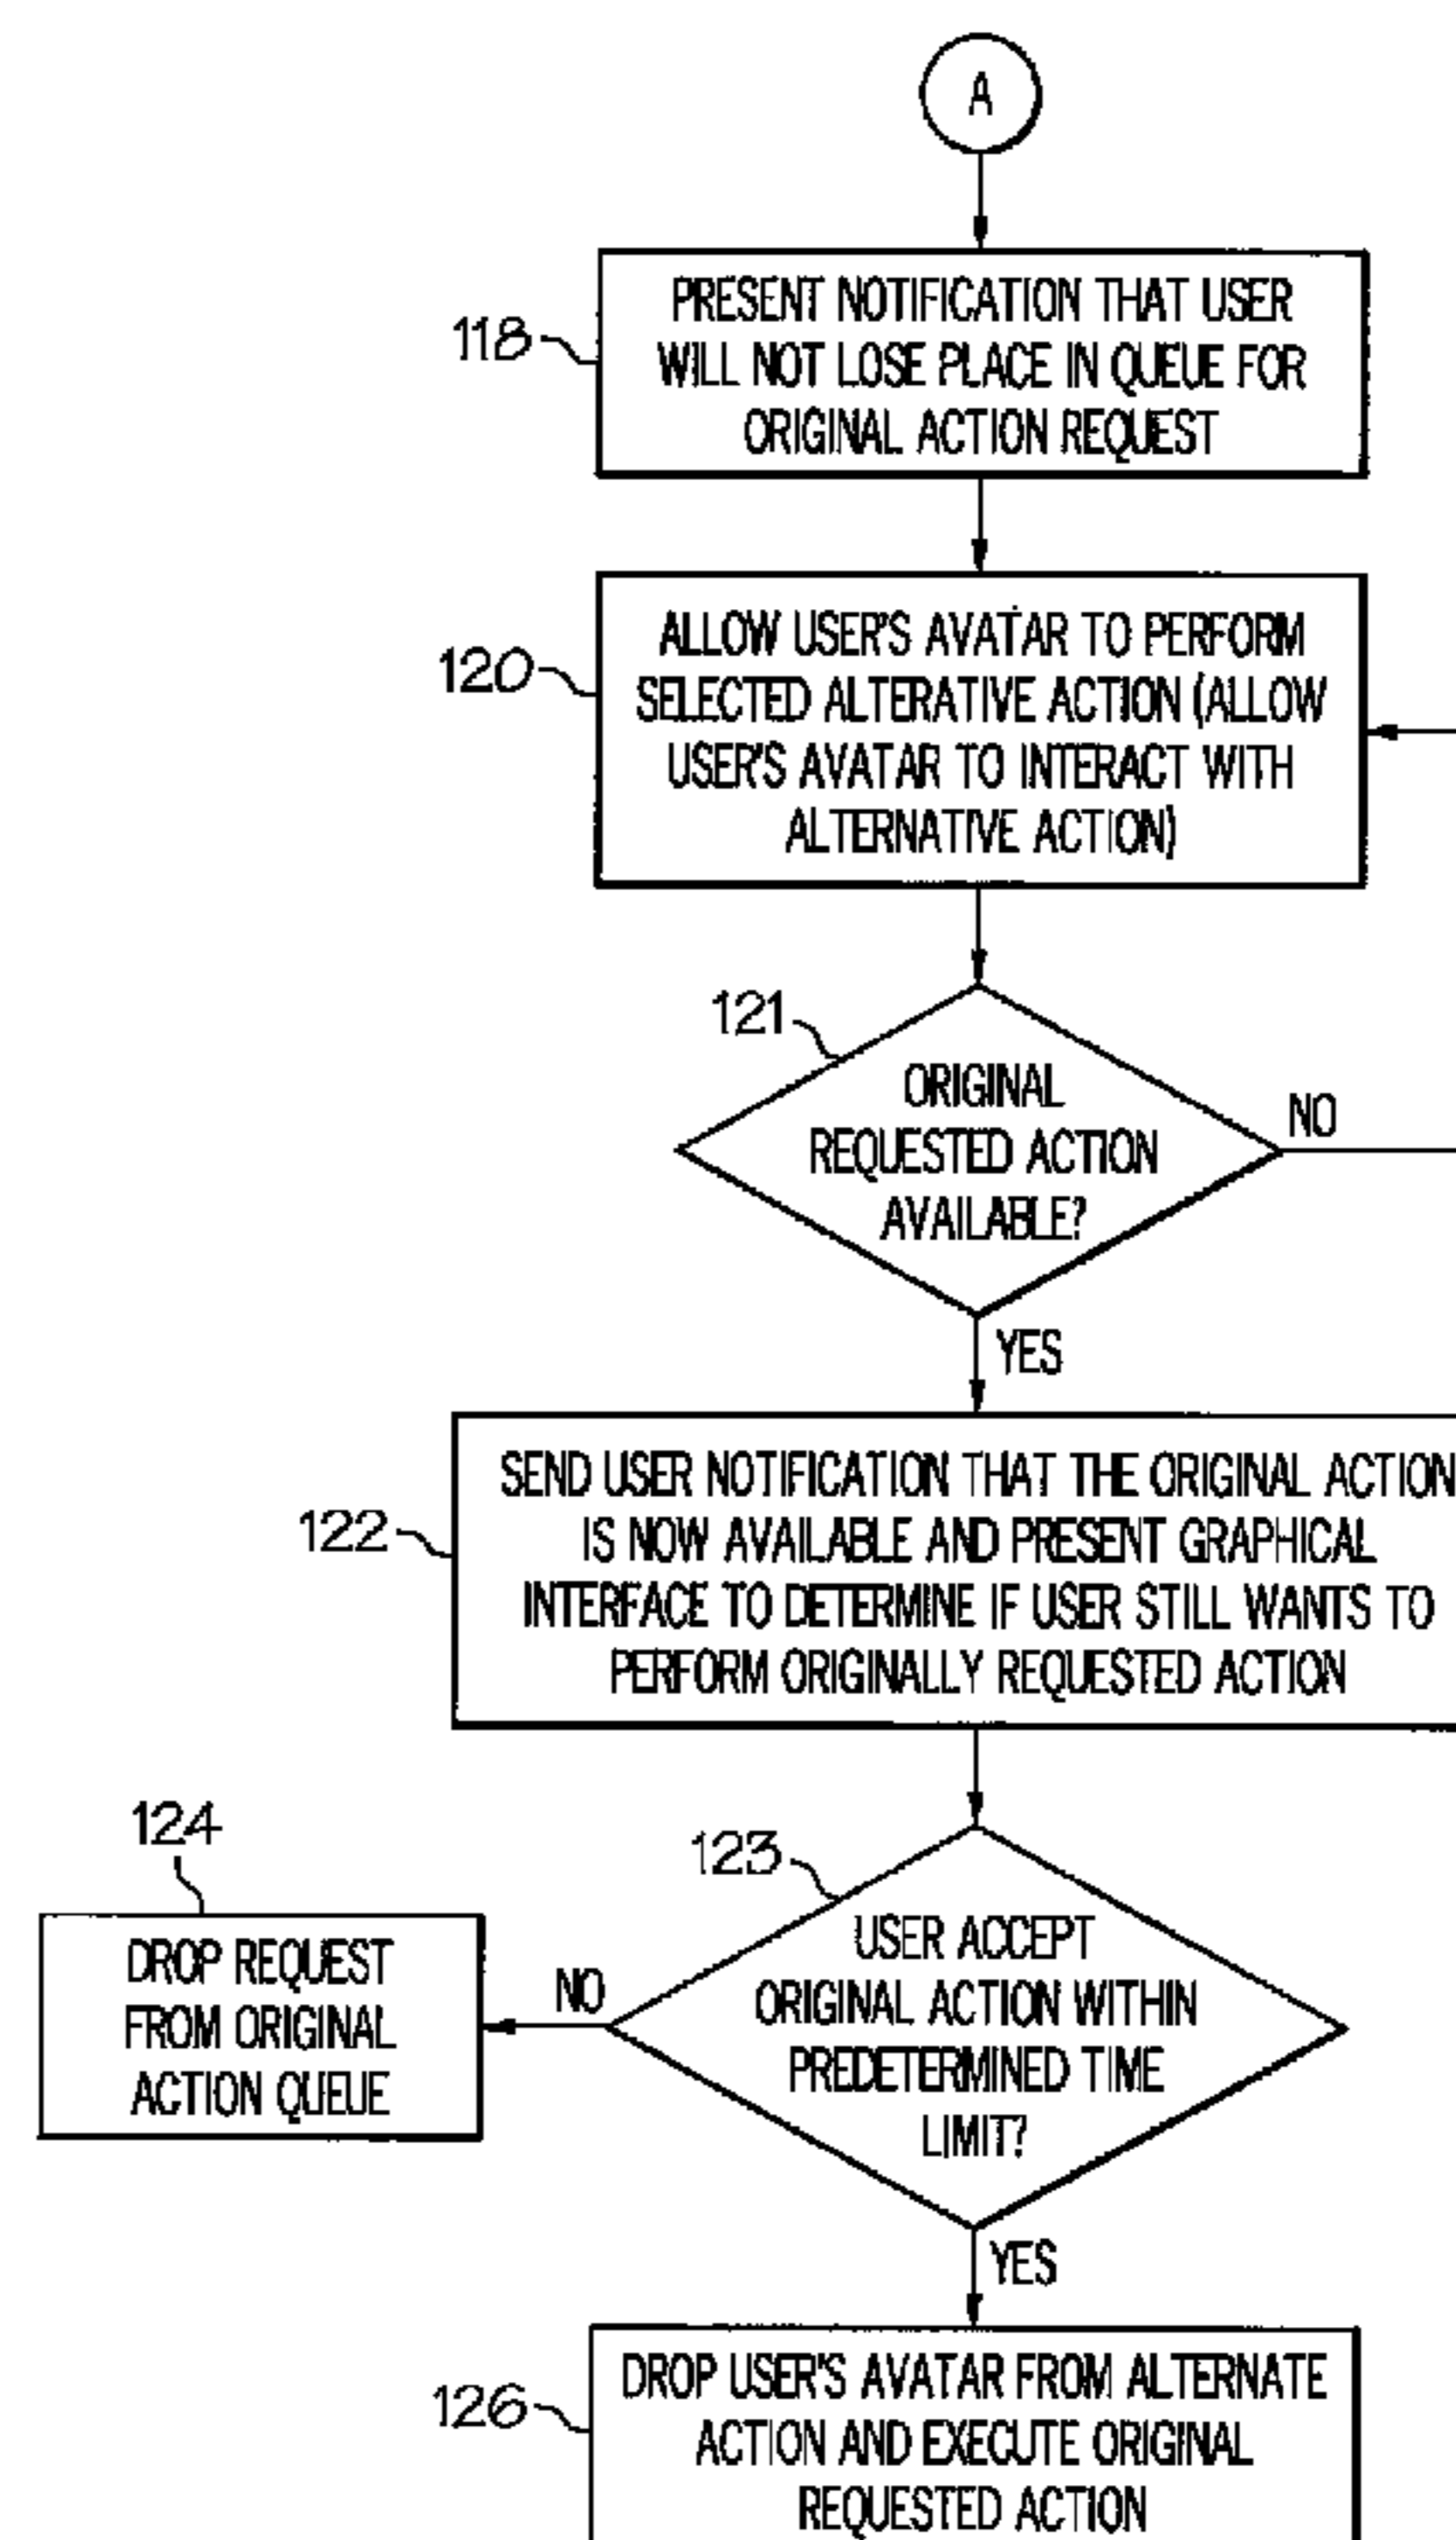 A
118
PRESENT NOTIFICATION THAT USER
WILL NOT LOSE PLACE IN QUEUE FOR
ORIGINAL ACTION REQUEST
120
ALLOW USER'S AVATAR TO PERFORM
SELECTED ALTERATIVE ACTION (ALLOW
USER'S AVATAR TO INTERACT WITH
ALTERNATIVE ACTION)
121
ORIGINAL
REQUESTED ACTION
AVAILABLE?
NO
YES
122
SEND USER NOTIFICATION THAT THE ORIGINAL ACTION
IS NOW AVAILABLE AND PRESENT GRAPHICAL
INTERFACE TO DETERMINE IF USER STILL WANTS TO
PERFORM ORIGINALLY REQUESTED ACTION
124
DROP REQUEST
FROM ORIGINAL
ACTION QUEUE
NO
123
USER ACCEPT
ORIGINAL ACTION WITHIN
PREDETERMINED TIME
LIMIT?
YES
126
DROP USER'S AVATAR FROM ALTERNATE
ACTION AND EXECUTE ORIGINAL
REQUESTED ACTION